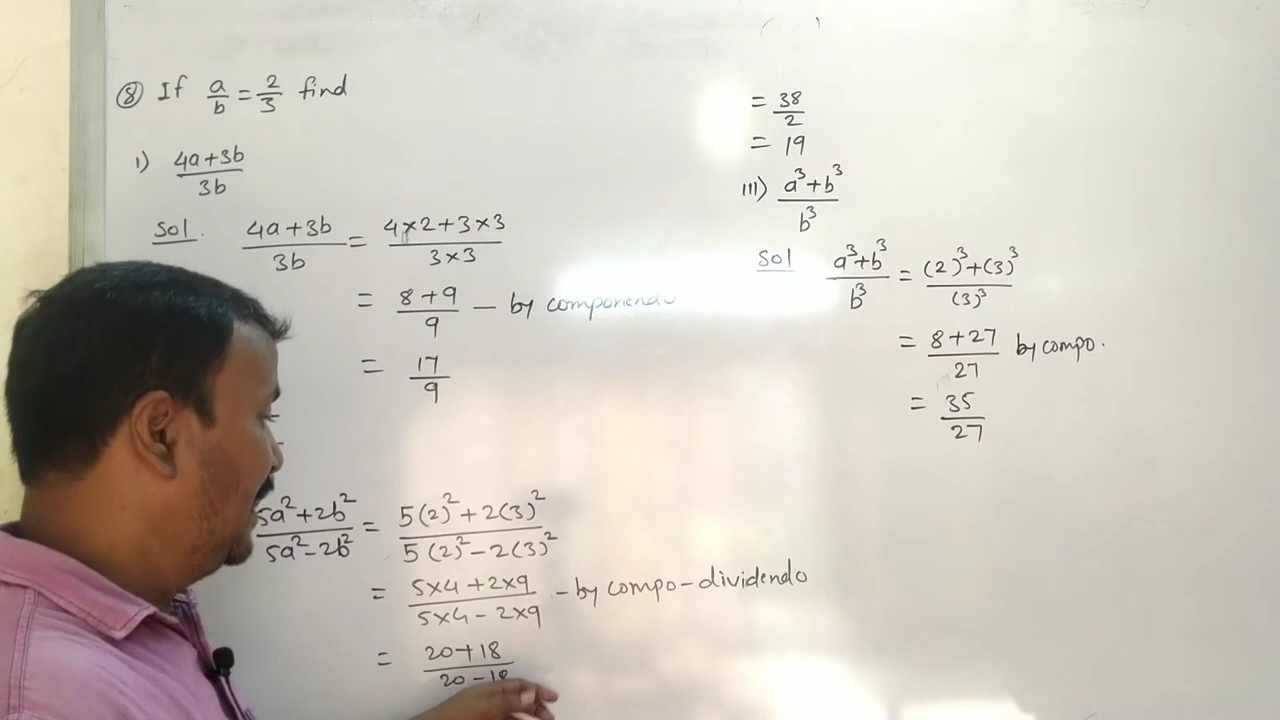 ⑧ If a/b = 2/3 find
i) (4a+3b)/3b
Sol. (4a+3b)/3b = (4×2+3×3)/(3×3)
= (8+9)/9 — by componendo
= 17/9
(5a²+2b²)/(5a²-2b²) = (5(2)²+2(3)²)/(5(2)²-2(3)²)
= (5×4+2×9)/(5×4-2×9) - by compo-dividendo
= (20+18)/(20-18)
= 38/2
= 19
III) (a³+b³)/b³
Sol (a³+b³)/b³ = ((2)³+(3)³)/(3)³
= (8+27)/27 by compo.
= 35/27